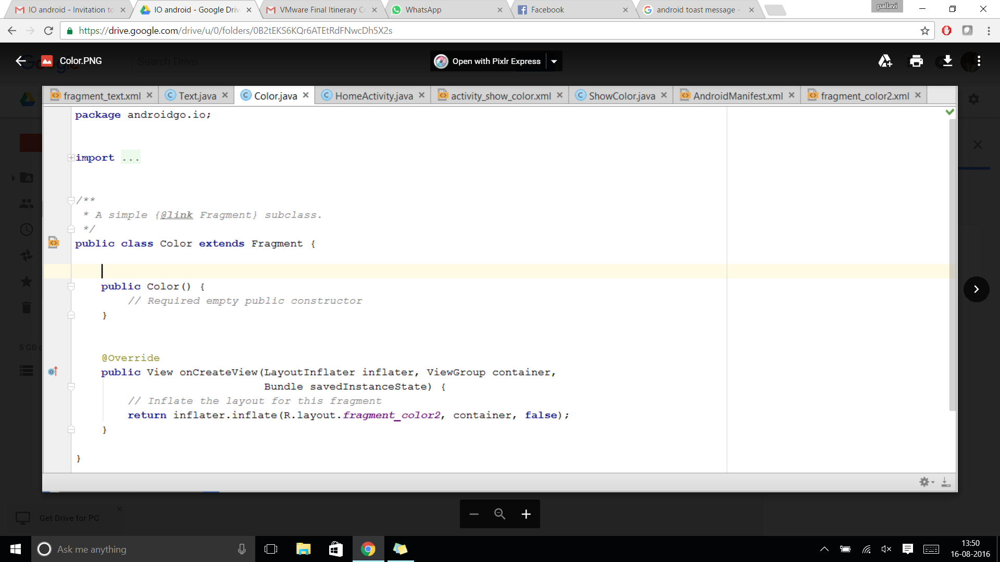 IO android - Invitation to
IO android - Google Driv
VMware Final Itinerary C
WhatsApp
Facebook
android toast message -
pallavi
https://drive.google.com/drive/u/0/folders/0B2tEKS6KQr6ATEtRdFNwcDh5X2s
Color.PNG
Search Drive
Open with Pixlr Express
fragment_text.xml
Text.java
Color.java
HomeActivity.java
activity_show_color.xml
ShowColor.java
AndroidManifest.xml
fragment_color2.xml
package androidgo.io;
import ...
/**
* A simple {@link Fragment} subclass.
*/
public class Color extends Fragment {
public Color() {
// Required empty public constructor
}
@Override
public View onCreateView(LayoutInflater inflater, ViewGroup container,
Bundle savedInstanceState) {
// Inflate the layout for this fragment
return inflater.inflate(R.layout.fragment_color2, container, false);
}
}
5 GB
Get Drive for PC
Ask me anything
13:50
16-08-2016